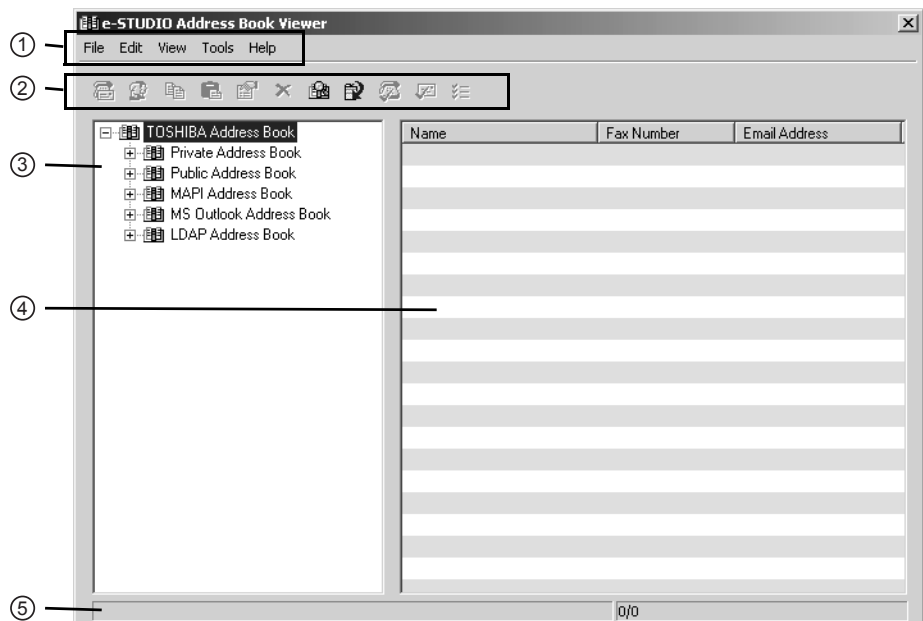 e-STUDIO Address Book Viewer
① File Edit View Tools Help
②
③ TOSHIBA Address Book
Private Address Book
Public Address Book
MAPI Address Book
MS Outlook Address Book
LDAP Address Book
Name Fax Number Email Address
④
⑤ 0/0